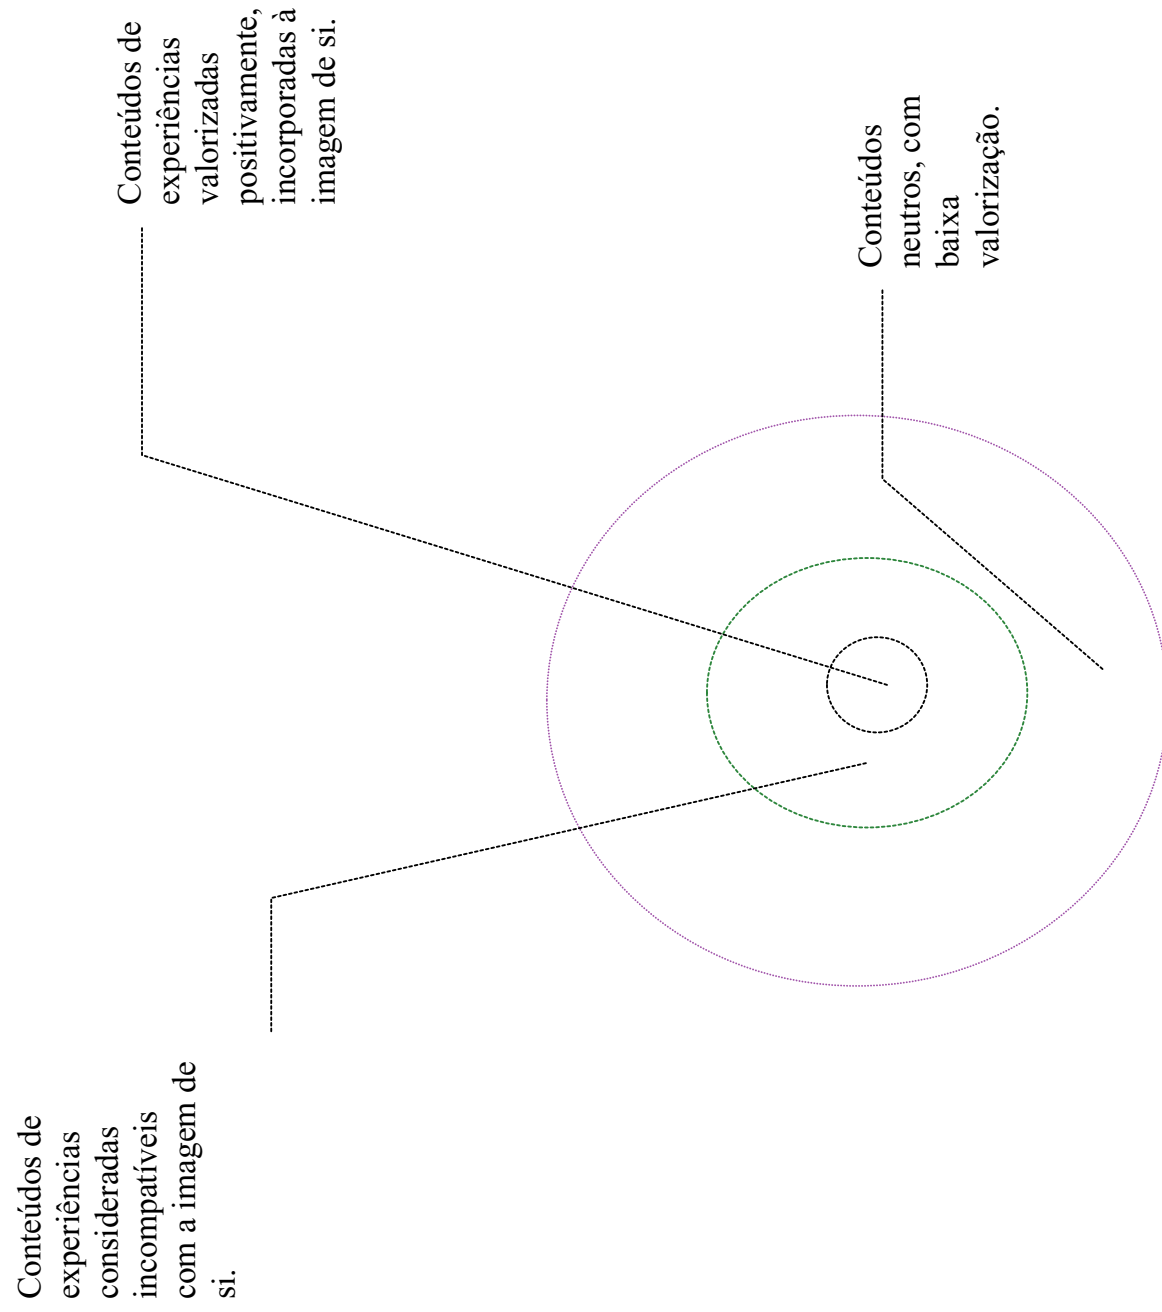 Conteúdos de
experiências
consideradas
incompatíveis
com a imagem de
si.
Conteúdos de
experiências
valorizadas
positivamente,
incorporadas à
imagem de si.
Conteúdos
neutros, com
baixa
valorização.